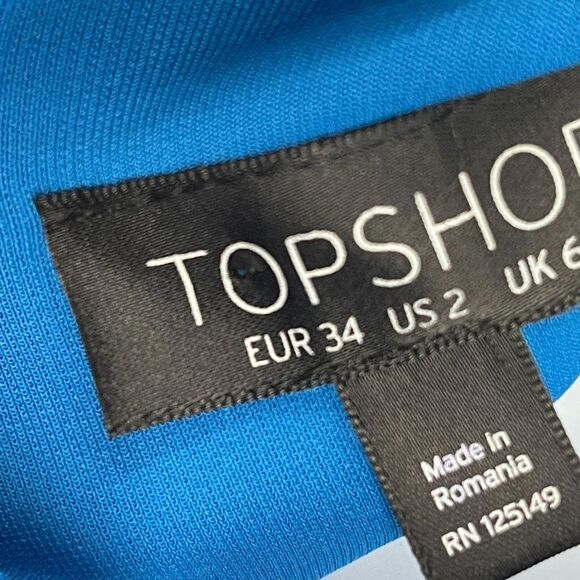 TOPSHOP
EUR 34 US 2 UK 6
Made in
Romania
RN 125149